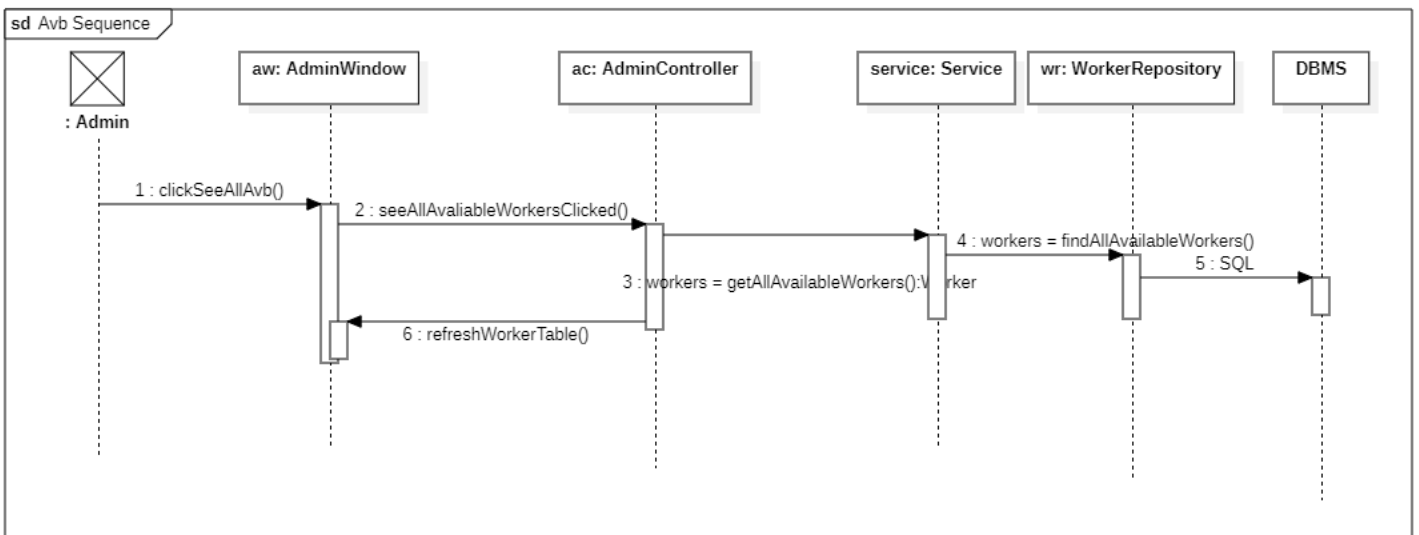 sd Avb Sequence
aw: AdminWindow
ac: AdminController
service: Service
wr: WorkerRepository
DBMS
: Admin
1 : clickSeeAllAvb()
2 : seeAllAvaliableWorkersClicked()
4 : workers = findAllAvailableWorkers()
5 : SQL
3 : workers = getAllAvailableWorkers():Worker
6 : refreshWorkerTable()